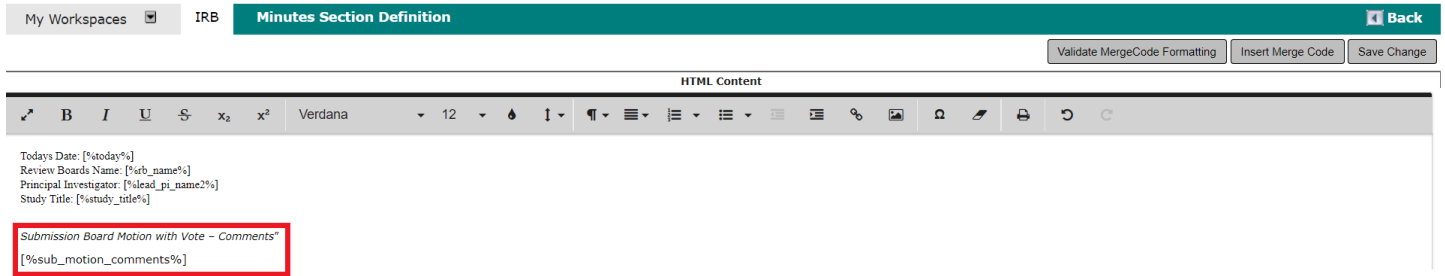 My Workspaces IRB Minutes Section Definition Back
Validate MergeCode Formatting Insert Merge Code Save Change
HTML Content
B I U S x₂ x² Verdana 12 ¶ Ω
Todays Date: [%today%]
Review Boards Name: [%rb_name%]
Principal Investigator: [%lead_pi_name2%]
Study Title: [%study_title%]
Submission Board Motion with Vote – Comments”
[%sub_motion_comments%]